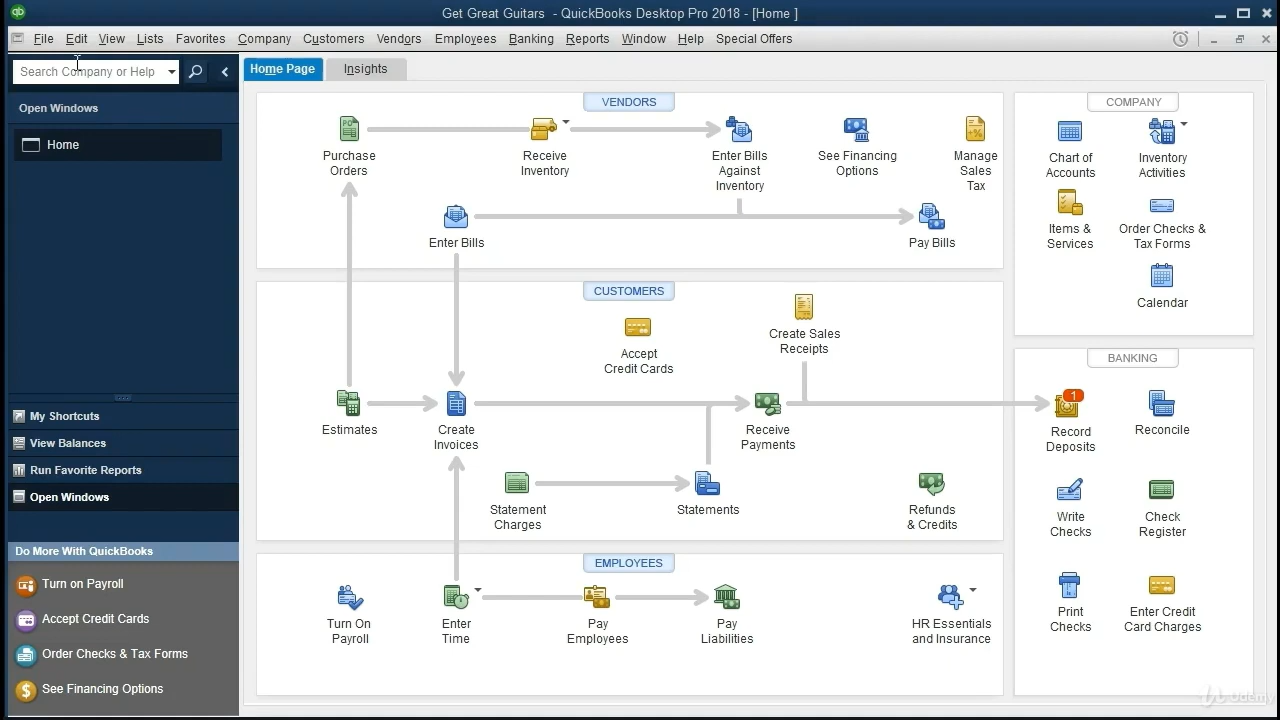 qb
Get Great Guitars - QuickBooks Desktop Pro 2018 - [Home ]
File Edit View Lists Favorites Company Customers Vendors Employees Banking Reports Window Help Special Offers
Search Company or Help
Home Page Insights
Open Windows
Home
My Shortcuts
View Balances
Run Favorite Reports
Open Windows
Do More With QuickBooks
Turn on Payroll
Accept Credit Cards
Order Checks & Tax Forms
See Financing Options
VENDORS
PO
Purchase
Orders
Receive
Inventory
Enter Bills
Against
Inventory
See Financing
Options
Manage
Sales
Tax
Enter Bills
Pay Bills
CUSTOMERS
Accept
Credit Cards
Create Sales
Receipts
Estimates
Create
Invoices
Receive
Payments
Statement
Charges
Statements
Refunds
& Credits
EMPLOYEES
Turn On
Payroll
Enter
Time
Pay
Employees
Pay
Liabilities
HR Essentials
and Insurance
COMPANY
Chart of
Accounts
Inventory
Activities
Items &
Services
Order Checks &
Tax Forms
Calendar
BANKING
1
Record
Deposits
Reconcile
Write
Checks
Check
Register
Print
Checks
Enter Credit
Card Charges
Udemy